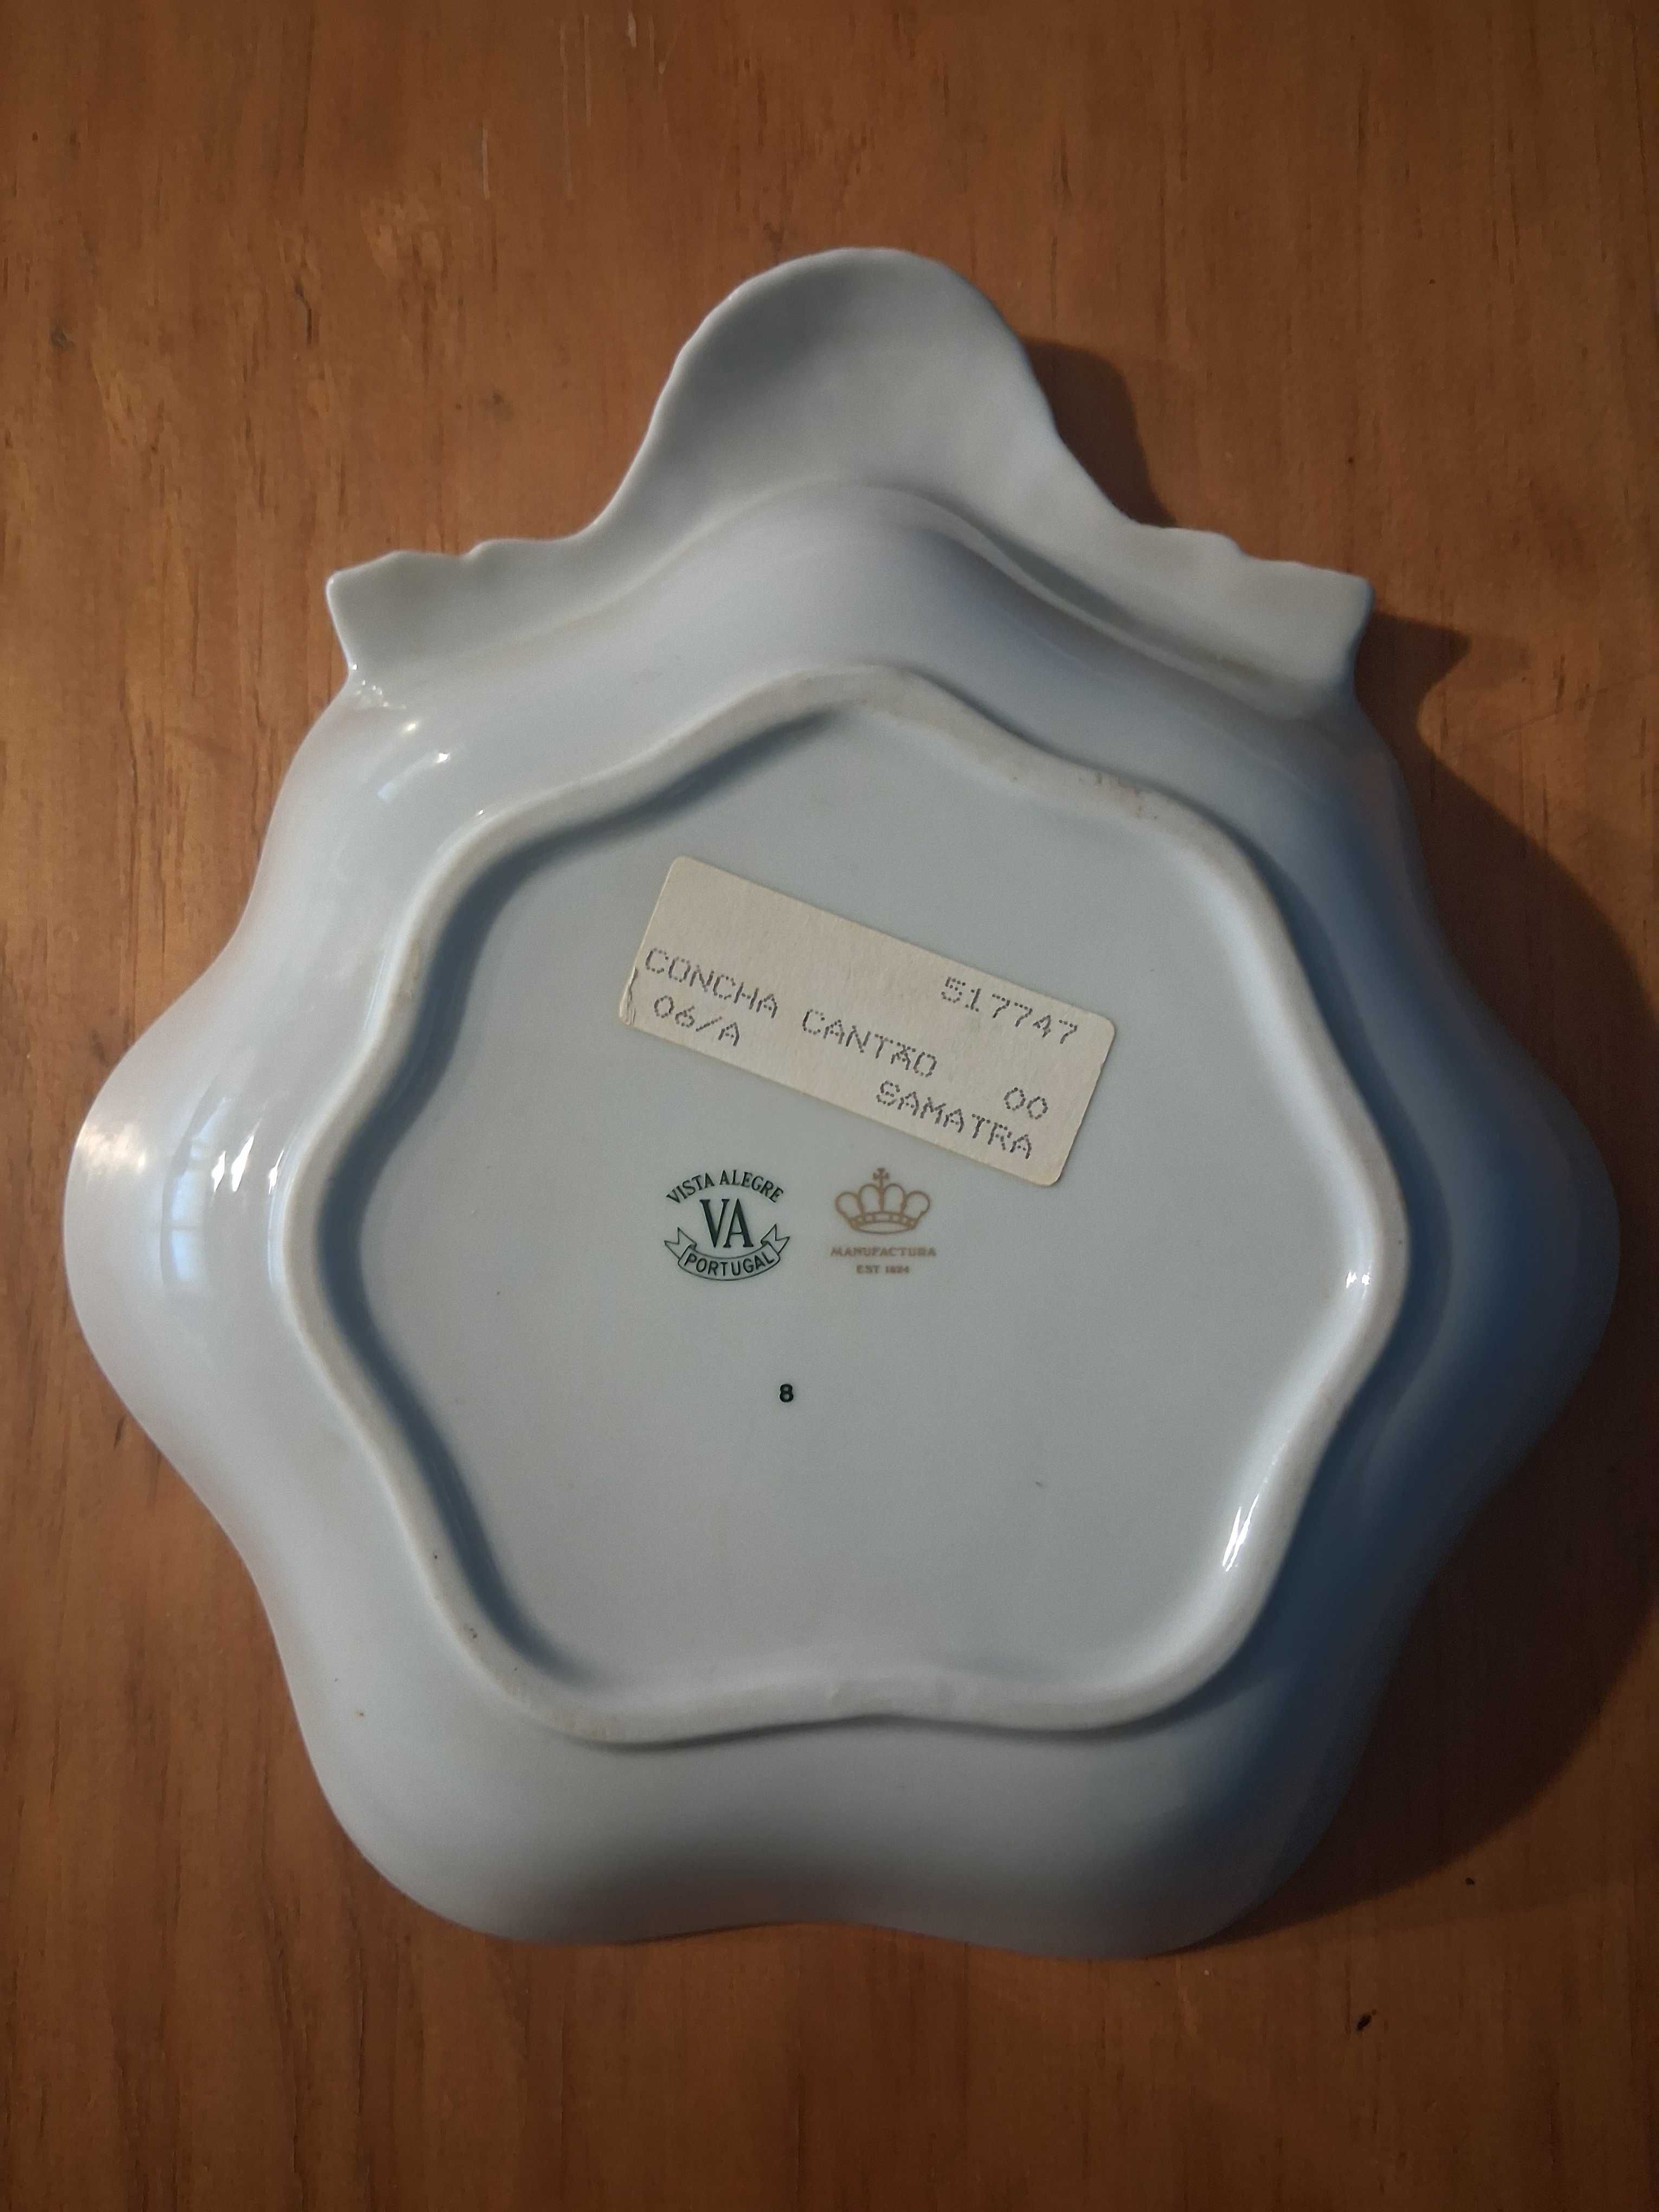 517747
CONCHA CANTÃO 00
06/A SAMATRA
VISTA ALEGRE
VA
PORTUGAL
MANUFACTURA
EST 1824
8